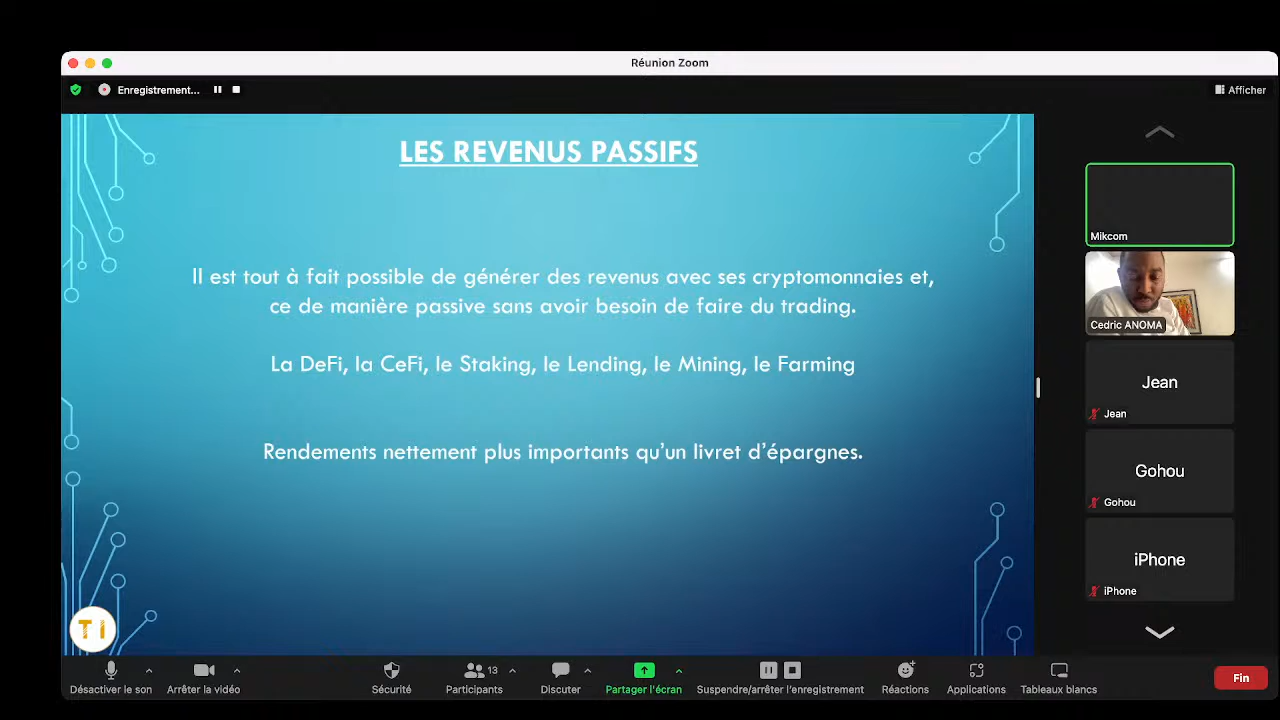 Réunion Zoom
Enregistrement...
Afficher
LES REVENUS PASSIFS
Il est tout à fait possible de générer des revenus avec ses cryptomonnaies et,
ce de manière passive sans avoir besoin de faire du trading.
La DeFi, la CeFi, le Staking, le Lending, le Mining, le Farming
Rendements nettement plus importants qu’un livret d’épargnes.
T I
Mikcom
Cedric ANOMA
Jean
Jean
Gohou
Gohou
iPhone
iPhone
Désactiver le son
Arrêter la vidéo
Sécurité
13
Participants
Discuter
Partager l'écran
Suspendre/arrêter l'enregistrement
Réactions
Applications
Tableaux blancs
Fin